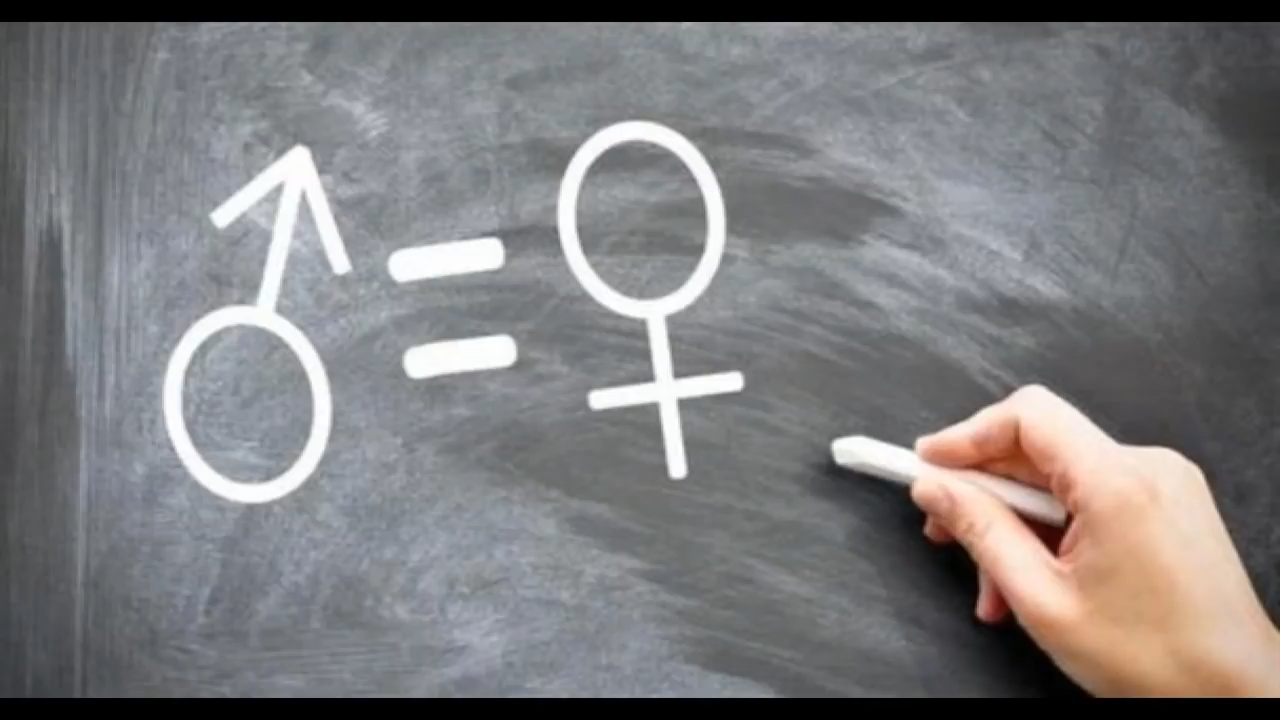 ♂ = ♀